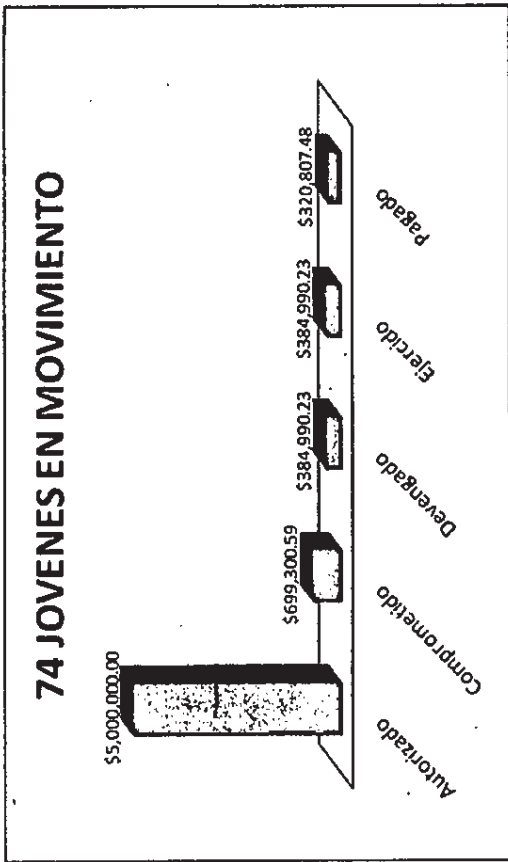 74 JOVENES EN MOVIMIENTO
$5,000,000.00
$699,300.59
$384,990.23
$384,990.23
$320,807.48
Autorizado
Comprometido
Devengado
Ejercido
Pagado